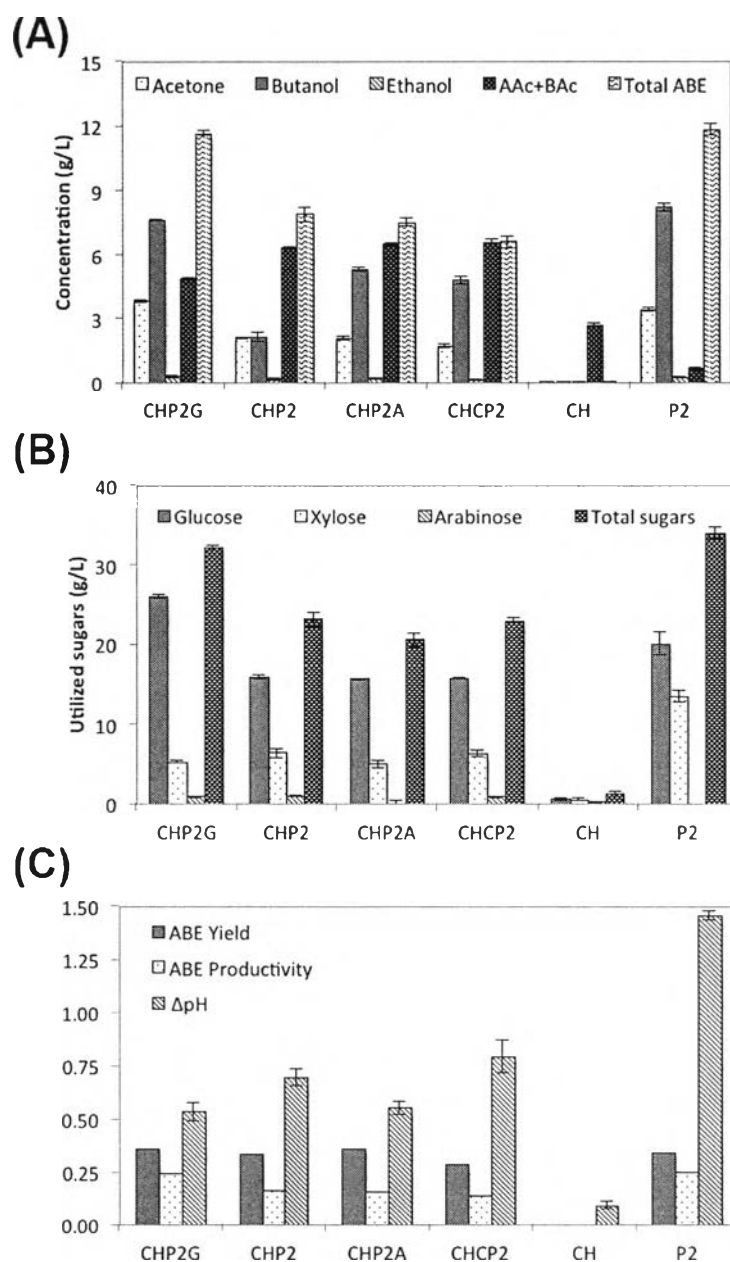 (A)
15
12
9
6
3
0
Concentration (g/L)
Acetone Butanol Ethanol AAc+BAc Total ABE
CHP2G CHP2 CHP2A CHCP2 CH P2
(B)
40
30
20
10
0
Utilized sugars (g/L)
Glucose Xylose Arabinose Total sugars
CHP2G CHP2 CHP2A CHCP2 CH P2
(C)
1.50
1.25
1.00
0.75
0.50
0.25
0.00
ABE Yield
ABE Productivity
ΔpH
CHP2G CHP2 CHP2A CHCP2 CH P2